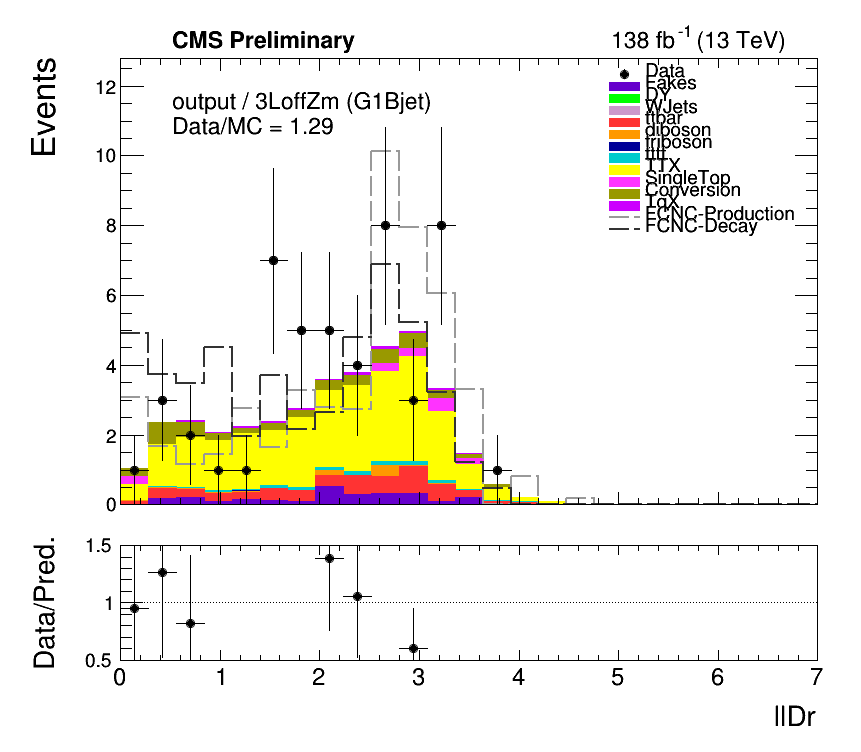 CMS Preliminary
138 fb-1 (13 TeV)
Events
output / 3LoffZm (G1Bjet)
Data/MC = 1.29
Data
Fakes
DY
WJets
ttbar
diboson
triboson
tttt
TTX
SingleTop
Conversion
TqX
FCNC-Production
FCNC-Decay
12
10
8
6
4
2
0
Data/Pred.
1.5
1
0.5
0 1 2 3 4 5 6 7
llDr